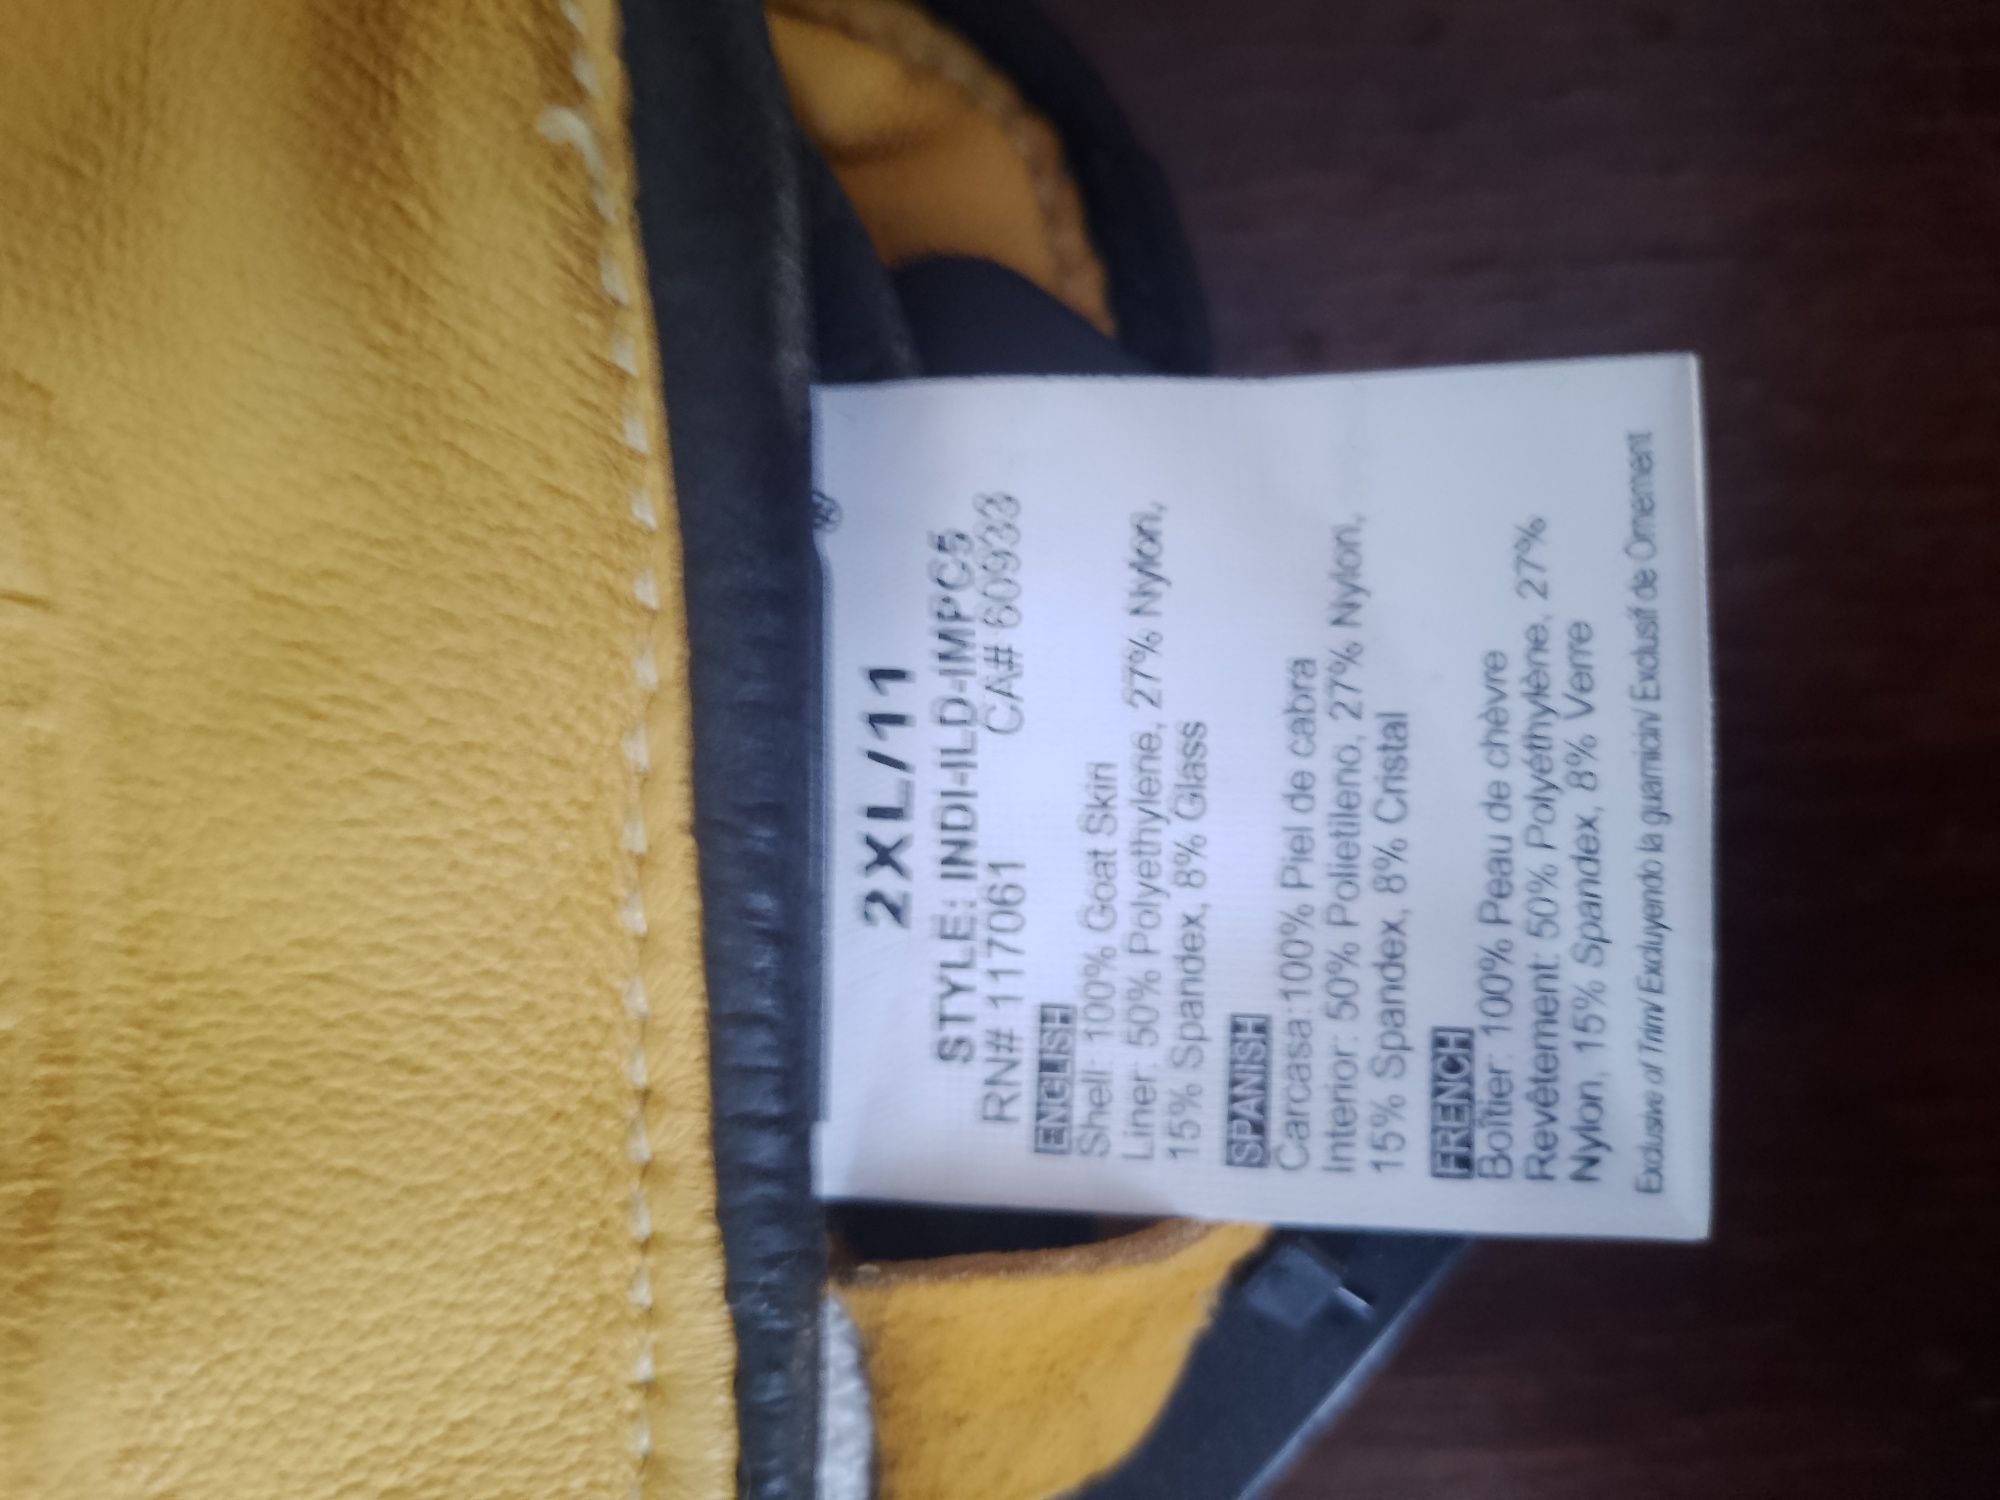 ®
2XL/11
STYLE: INDI-ILD-IMPC5
RN# 117061 CA# 60933
ENGLISH
Shell: 100% Goat Skin
Liner: 50% Polyethylene, 27% Nylon,
15% Spandex, 8% Glass
SPANISH
Carcasa:100% Piel de cabra
Interior: 50% Polietileno, 27% Nylon,
15% Spandex, 8% Cristal
FRENCH
Boîtier: 100% Peau de chèvre
Revêtement: 50% Polyéthylène, 27%
Nylon, 15% Spandex, 8% Verre
Exclusive of Trim/ Excluyendo la guarnicin/ Exclusif de Ornement